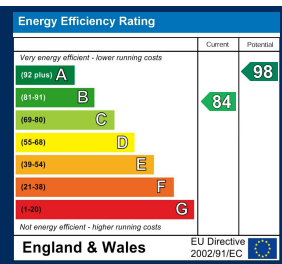 Energy Efficiency Rating
Current Potential
Very energy efficient - lower running costs
(92 plus) A
98
(81-91) B
84
(69-80) C
(55-68) D
(39-54) E
(21-38) F
(1-20) G
Not energy efficient - higher running costs
England & Wales
EU Directive
2002/91/EC